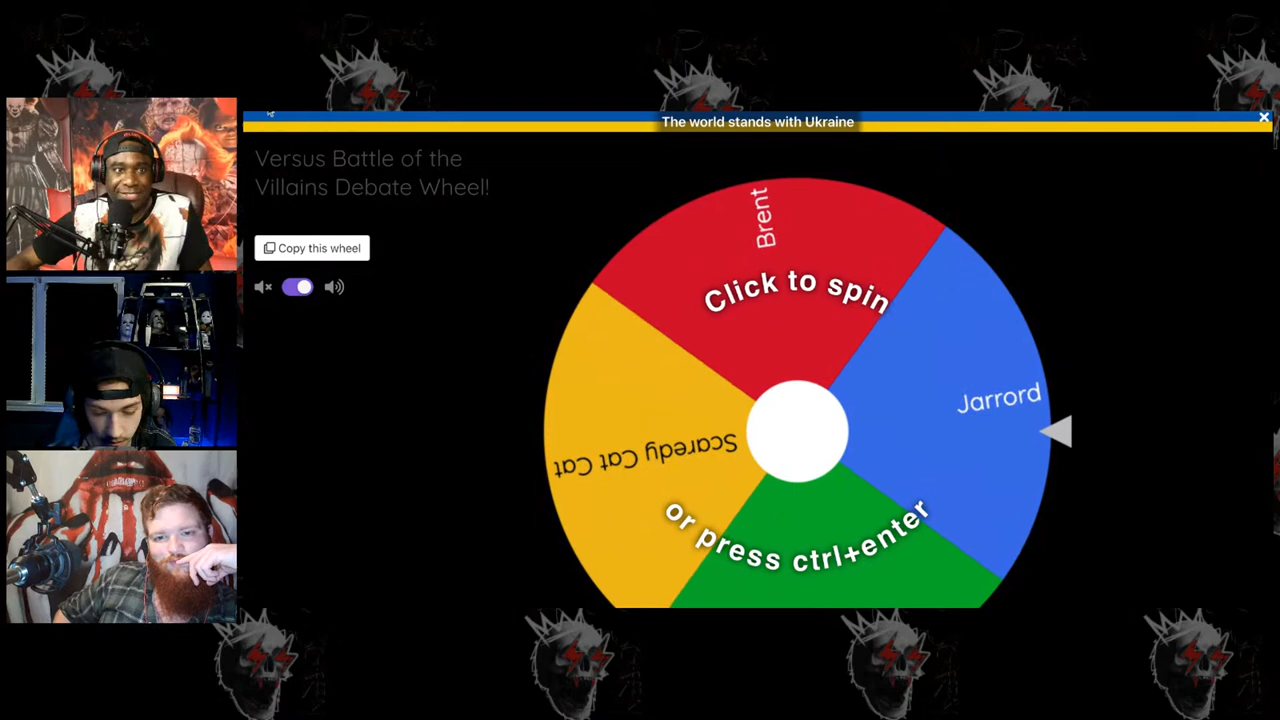 The world stands with Ukraine
Versus Battle of the
Villains Debate Wheel!
Copy this wheel
Brent
Click to spin
Jarrord
Scaredy Cat Cat
or press ctrl+enter